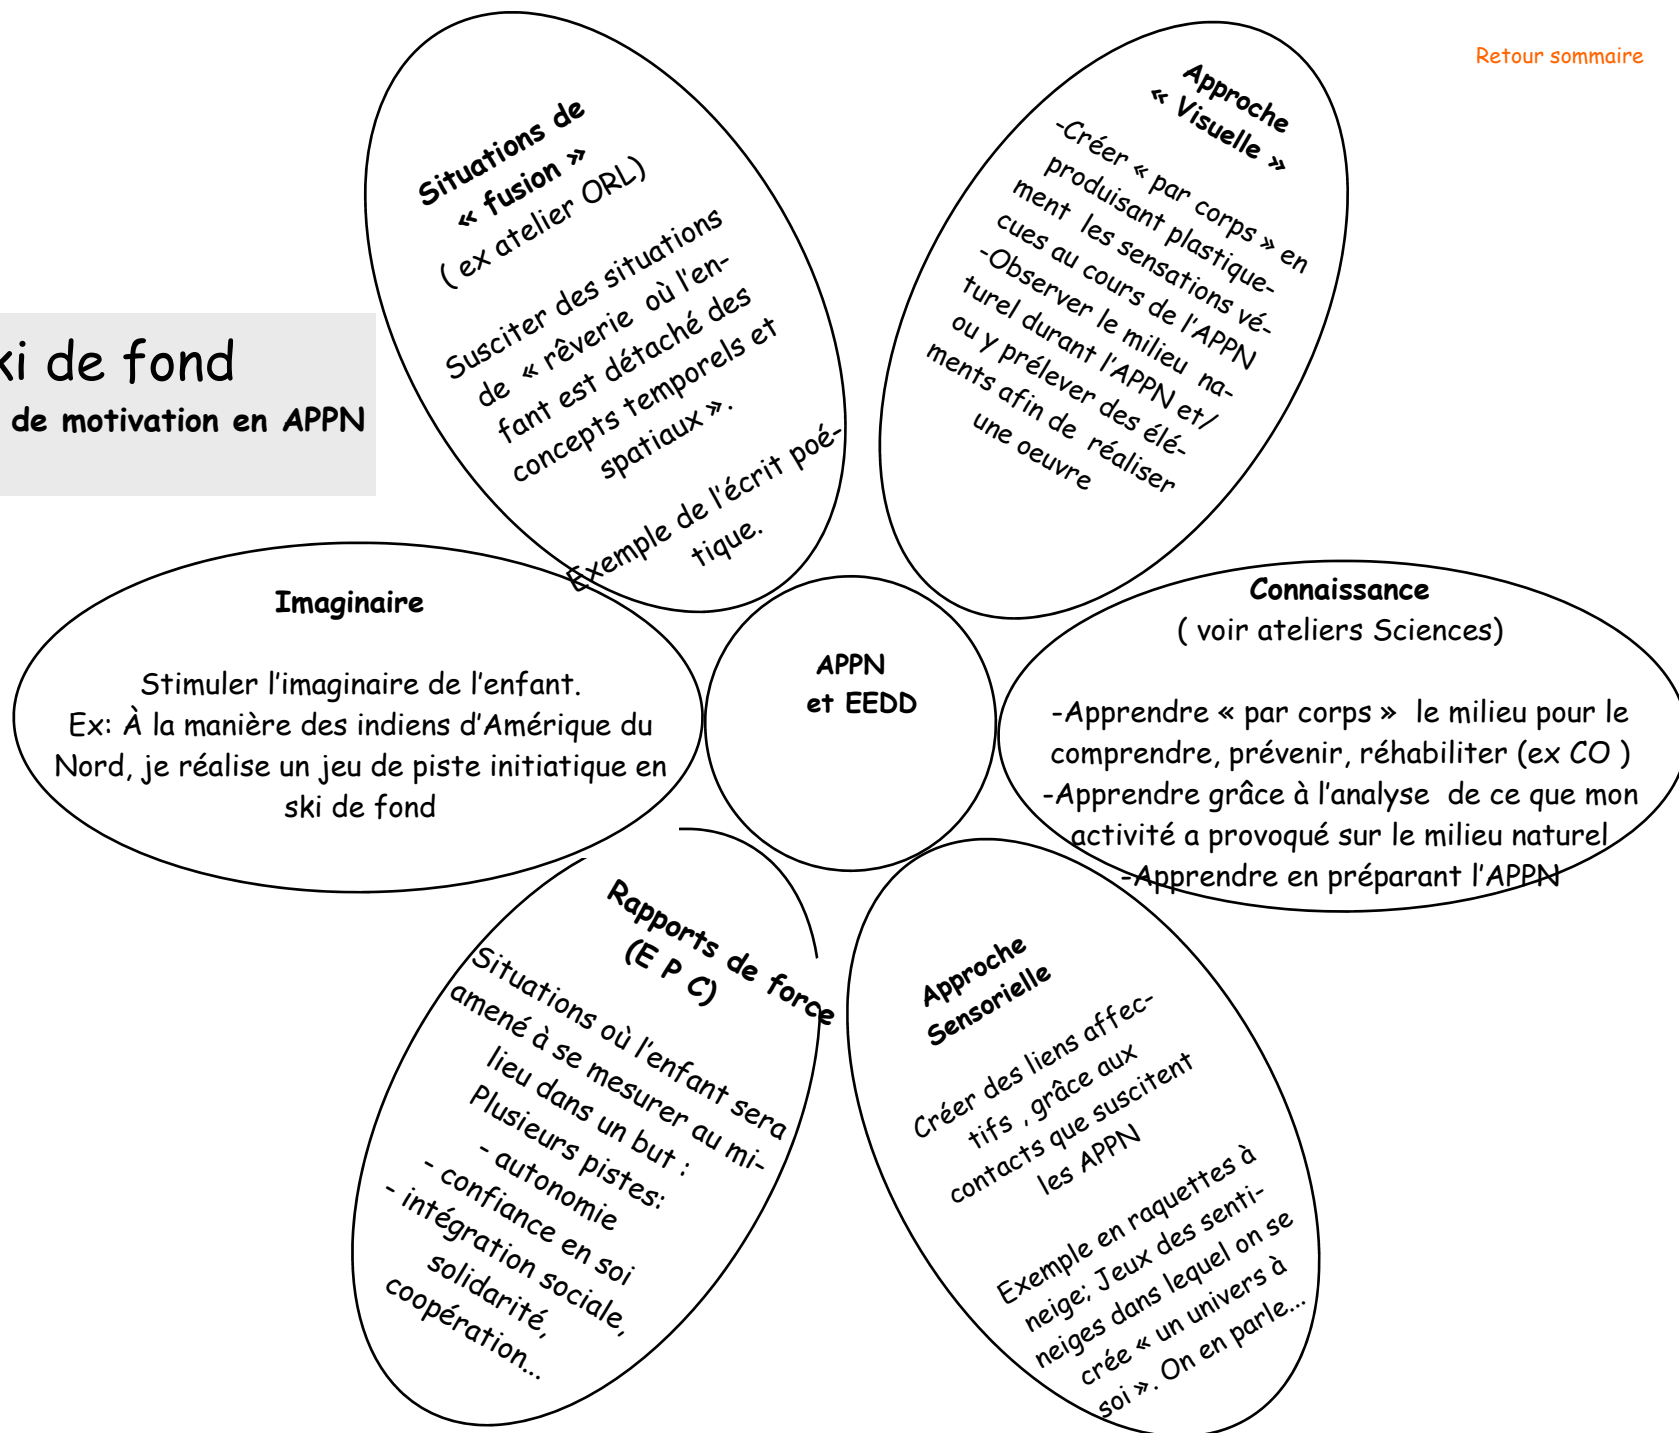 Retour sommaire
ki de fond
de motivation en APPN
Situations de
« fusion »
( ex atelier ORL)
Susciter des situations
de « rêverie où l'en-
fant est détaché des
concepts temporels et
spatiaux ».
Exemple de l'écrit poé-
tique.
Approche
« Visuelle »
-Créer « par corps » en
produisant plastique-
ment les sensations vé-
cues au cours de l'APPN
-Observer le milieu na-
turel durant l'APPN et/
ou y prélever des élé-
ments afin de réaliser
une oeuvre
Imaginaire
Stimuler l'imaginaire de l'enfant.
Ex: À la manière des indiens d'Amérique du
Nord, je réalise un jeu de piste initiatique en
ski de fond
APPN
et EEDD
Connaissance
( voir ateliers Sciences)
-Apprendre « par corps » le milieu pour le
comprendre, prévenir, réhabiliter (ex CO )
-Apprendre grâce à l'analyse de ce que mon
activité a provoqué sur le milieu naturel
-Apprendre en préparant l'APPN
Rapports de force
(E P C)
Situations où l'enfant sera
amené à se mesurer au mi-
lieu dans un but :
Plusieurs pistes:
- autonomie
- confiance en soi
- intégration sociale,
solidarité,
coopération...
Approche
Sensorielle
Créer des liens affec-
tifs , grâce aux
contacts que suscitent
les APPN
Exemple en raquettes à
neige; Jeux des senti-
neiges dans lequel on se
crée « un univers à
soi ». On en parle...